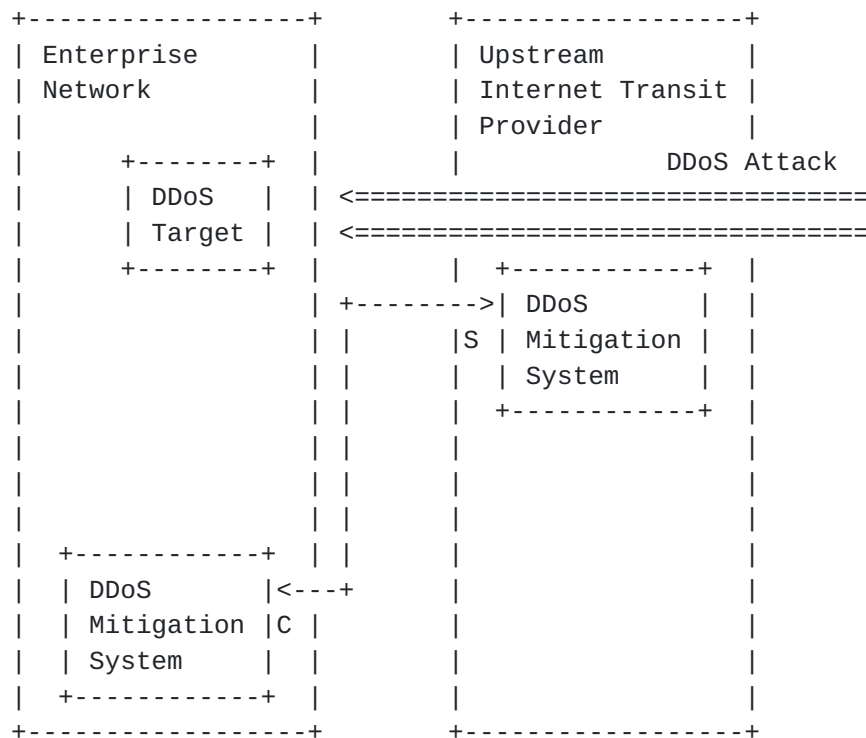 Enterprise
Network
Upstream
Internet Transit
Provider
DDoS Attack
DDoS
Target
DDoS
S Mitigation
System
DDoS
Mitigation C
System